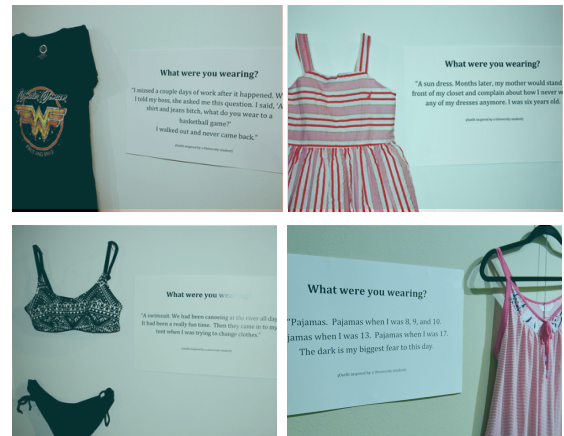 Wonder Woman
What were you wearing?
"I missed a couple days of work after it happened. W
I told my boss, she asked me this question. I said, 'A
shirt and jeans bitch, what do you wear to a
basketball game?'
I walked out and never came back."
What were you wearing?
"A sun dress. Months later, my mother would stand
front of my closet and complain about how I never w
any of my dresses anymore. I was six years old.
What were you wearing?
"A swimsuit. We had been canoeing at the river all day
It had been a really fun time. Then they came in to my
tent when I was trying to change clothes."
What were you wearing?
"Pajamas. Pajamas when I was 8, 9, and 10.
jamas when I was 13. Pajamas when I was 17.
The dark is my biggest fear to this day.